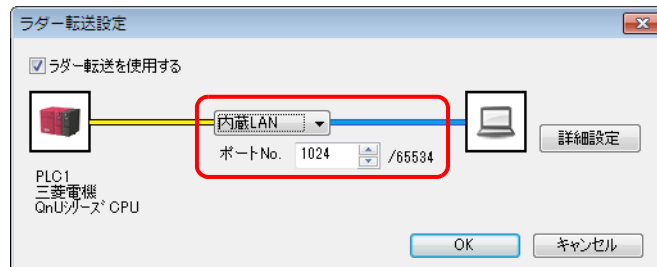 ラダー転送設定
ラダー転送を使用する
内蔵LAN
ポートNo. 1024 /65534
詳細設定
PLC1
三菱電機
QnUシリーズ CPU
OK キャンセル